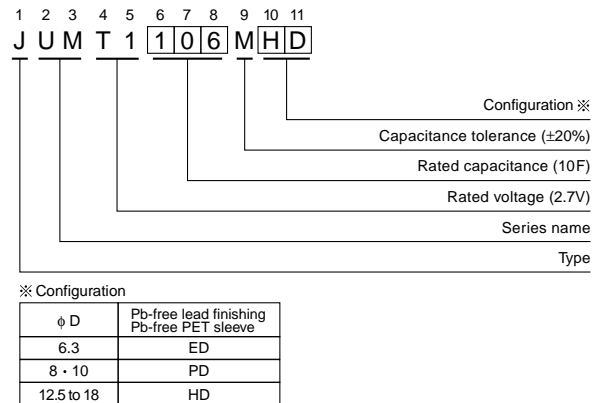 1 2 3 4 5 6 7 8 9 10 11
J U M T 1 1 0 6 M H D
Configuration ※
Capacitance tolerance (±20%)
Rated capacitance (10F)
Rated voltage (2.7V)
Series name
Type
※ Configuration
ϕ D
Pb-free lead finishing
Pb-free PET sleeve
6.3 ED
8・10 PD
12.5 to 18 HD